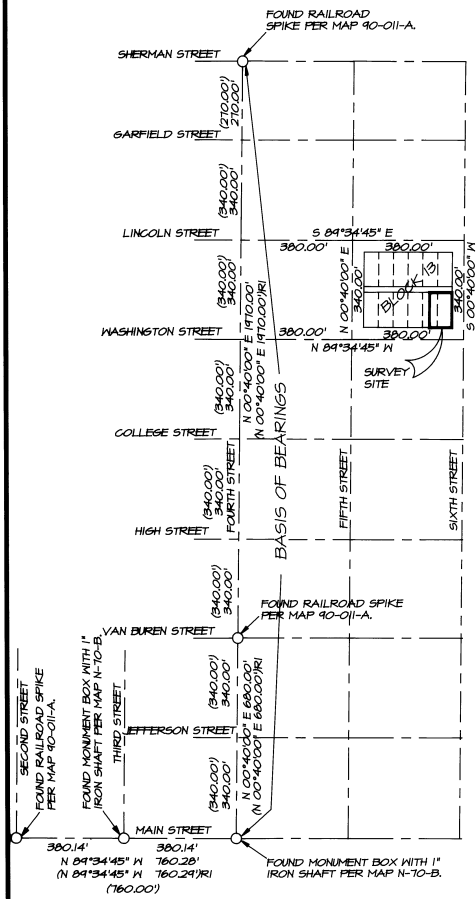 FOUND RAILROAD
SPIKE PER MAP 90-011-A.
SHERMAN STREET
(270.00')
270.00'
GARFIELD STREET
(340.00')
340.00'
LINCOLN STREET
S 89°34'45" E
380.00'
380.00'
(340.00')
340.00'
N 00°40'00" E 1970.00'
(N 00°40'00" E 1970.00')R1
N 00°40'00" E
340.00'
BLOCK 13
340.00'
S 00°40'00" W
WASHINGTON STREET
380.00'
380.00'
N 89°34'45" W
SURVEY
SITE
(340.00')
340.00'
COLLEGE STREET
BASIS OF BEARINGS
(340.00')
340.00'
FOURTH STREET
FIFTH STREET
SIXTH STREET
HIGH STREET
(340.00')
340.00'
FOUND RAILROAD SPIKE
PER MAP 90-011-A.
VAN BUREN STREET
(340.00')
340.00'
N 00°40'00" E 680.00'
(N 00°40'00" E 680.00')R1
SECOND STREET
FOUND RAILROAD SPIKE
PER MAP 90-011-A.
FOUND MONUMENT BOX WITH 1"
IRON SHAFT PER MAP N-70-B.
THIRD STREET
JEFFERSON STREET
(340.00')
340.00'
MAIN STREET
380.14'
380.14'
N 89°34'45" W 760.28'
(N 89°34'45" W 760.29')R1
(760.00')
FOUND MONUMENT BOX WITH 1"
IRON SHAFT PER MAP N-70-B.